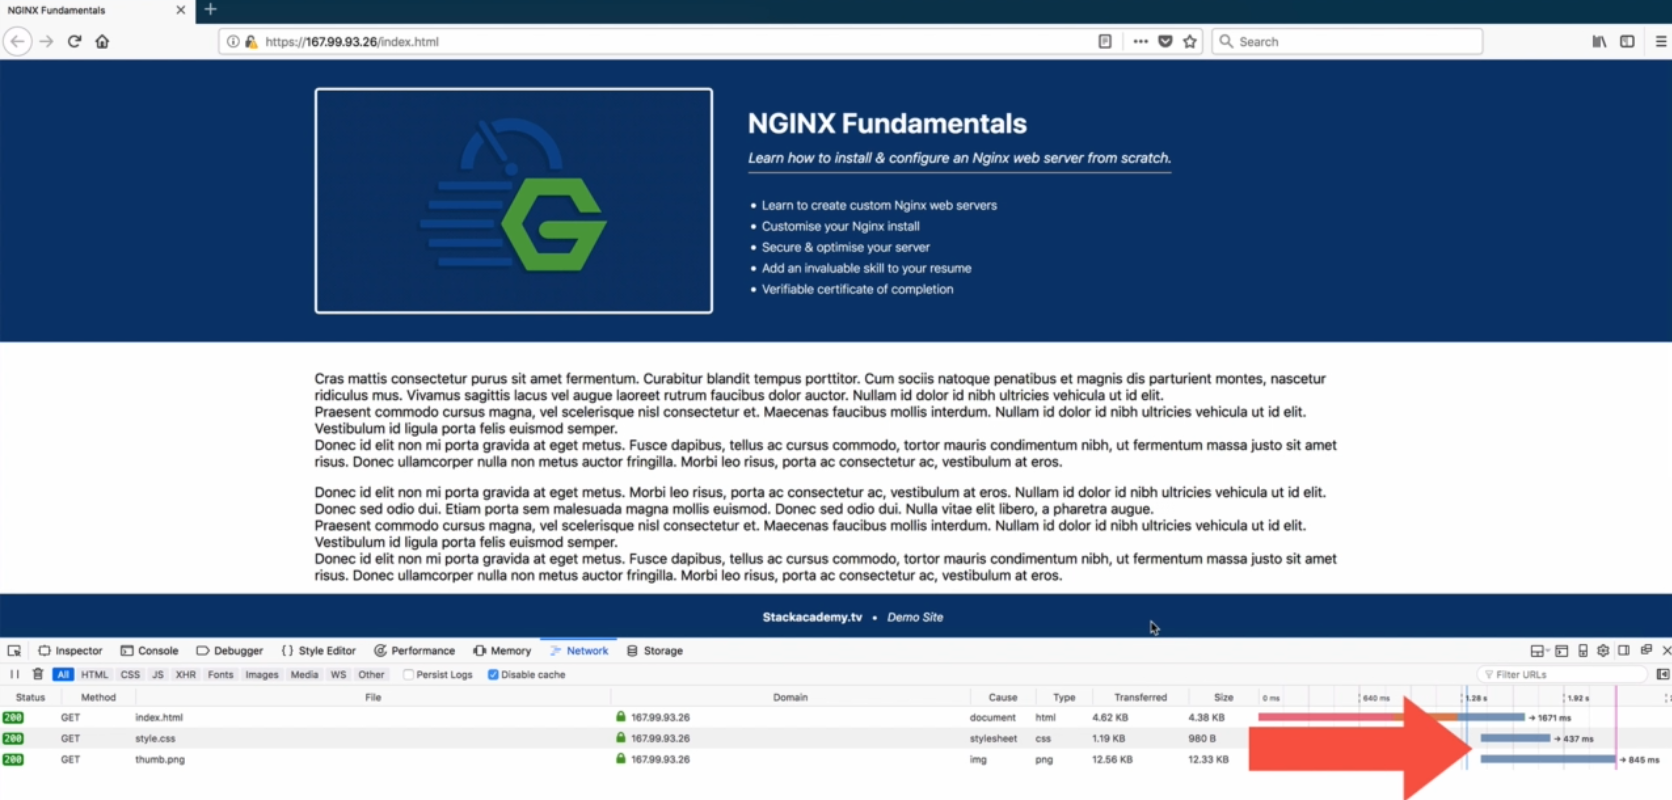 NGINX Fundamentals
https://167.99.93.26/index.html
Search
NGINX Fundamentals
Learn how to install & configure an Nginx web server from scratch.
• Learn to create custom Nginx web servers
• Customise your Nginx install
• Secure & optimise your server
• Add an invaluable skill to your resume
• Verifiable certificate of completion
Cras mattis consectetur purus sit amet fermentum. Curabitur blandit tempus porttitor. Cum sociis natoque penatibus et magnis dis parturient montes, nascetur
ridiculus mus. Vivamus sagittis lacus vel augue laoreet rutrum faucibus dolor auctor. Nullam id dolor id nibh ultricies vehicula ut id elit.
Praesent commodo cursus magna, vel scelerisque nisl consectetur et. Maecenas faucibus mollis interdum. Nullam id dolor id nibh ultricies vehicula ut id elit.
Vestibulum id ligula porta felis euismod semper.
Donec id elit non mi porta gravida at eget metus. Fusce dapibus, tellus ac cursus commodo, tortor mauris condimentum nibh, ut fermentum massa justo sit amet
risus. Donec ullamcorper nulla non metus auctor fringilla. Morbi leo risus, porta ac consectetur ac, vestibulum at eros.
Donec id elit non mi porta gravida at eget metus. Morbi leo risus, porta ac consectetur ac, vestibulum at eros. Nullam id dolor id nibh ultricies vehicula ut id elit.
Donec sed odio dui. Etiam porta sem malesuada magna mollis euismod. Donec sed odio dui. Nulla vitae elit libero, a pharetra augue.
Praesent commodo cursus magna, vel scelerisque nisl consectetur et. Maecenas faucibus mollis interdum. Nullam id dolor id nibh ultricies vehicula ut id elit.
Vestibulum id ligula porta felis euismod semper.
Donec id elit non mi porta gravida at eget metus. Fusce dapibus, tellus ac cursus commodo, tortor mauris condimentum nibh, ut fermentum massa justo sit amet
risus. Donec ullamcorper nulla non metus auctor fringilla. Morbi leo risus, porta ac consectetur ac, vestibulum at eros.
Stackacademy.tv • Demo Site
Inspector Console Debugger Style Editor Performance Memory Network Storage
All HTML CSS JS XHR Fonts Images Media WS Other Persist Logs Disable cache Filter URLs
Status Method File Domain Cause Type Transferred Size 0 ms 640 ms 1.28 s 1.92 s
200 GET index.html 167.99.93.26 document html 4.62 KB 4.38 KB → 1671 ms
200 GET style.css 167.99.93.26 stylesheet css 1.19 KB 980 B → 437 ms
200 GET thumb.png 167.99.93.26 img png 12.56 KB 12.33 KB → 845 ms